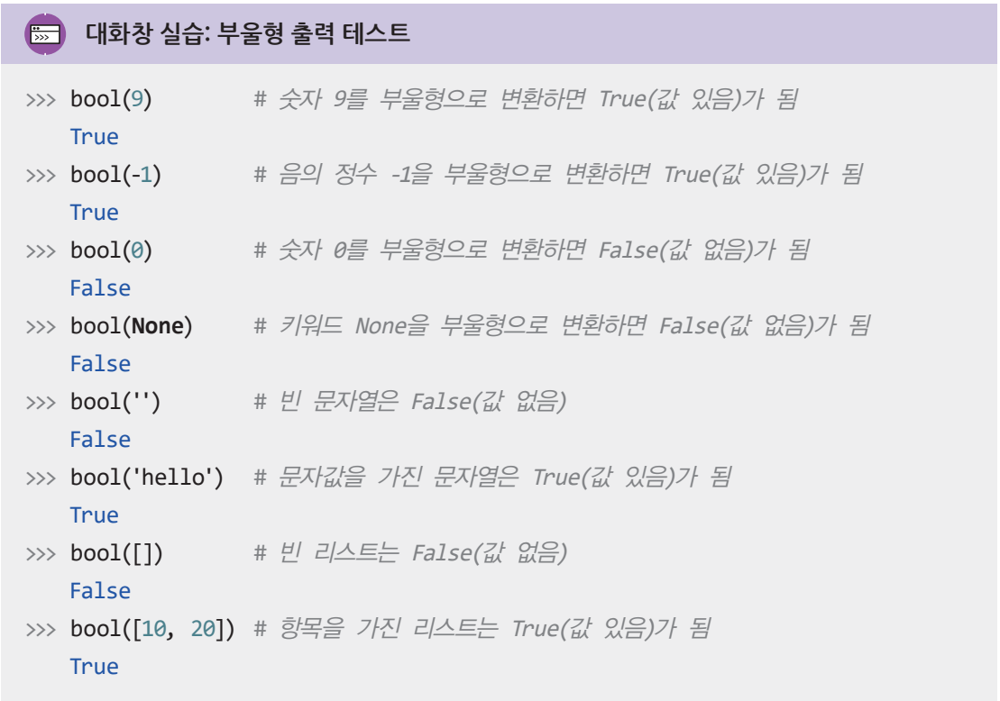 대화창 실습: 부울형 출력 테스트
>>> bool(9) # 숫자 9를 부울형으로 변환하면 True(값 있음)가 됨
True
>>> bool(-1) # 음의 정수 -1을 부울형으로 변환하면 True(값 있음)가 됨
True
>>> bool(0) # 숫자 0를 부울형으로 변환하면 False(값 없음)가 됨
False
>>> bool(None) # 키워드 None을 부울형으로 변환하면 False(값 없음)가 됨
False
>>> bool('') # 빈 문자열은 False(값 없음)
False
>>> bool('hello') # 문자값을 가진 문자열은 True(값 있음)가 됨
True
>>> bool([]) # 빈 리스트는 False(값 없음)
False
>>> bool([10, 20]) # 항목을 가진 리스트는 True(값 있음)가 됨
True